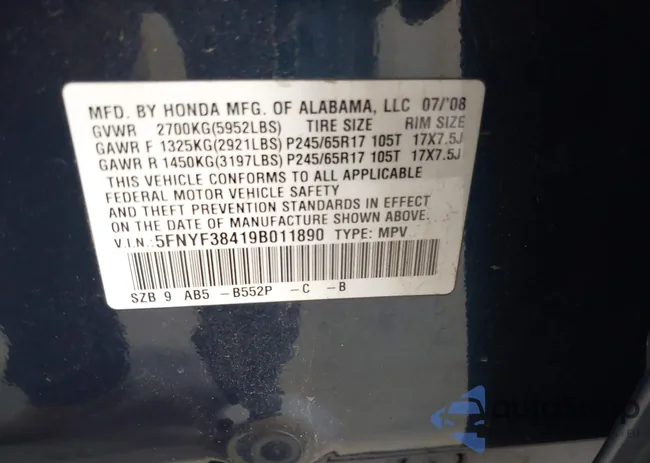 MFD. BY HONDA MFG. OF ALABAMA, LLC 07/'08
GVWR 2700KG(5952LBS) TIRE SIZE RIM SIZE
GAWR F 1325KG(2921LBS) P245/65R17 105T 17X7.5J
GAWR R 1450KG(3197LBS) P245/65R17 105T 17X7.5J
THIS VEHICLE CONFORMS TO ALL APPLICABLE
FEDERAL MOTOR VEHICLE SAFETY
AND THEFT PREVENTION STANDARDS IN EFFECT
ON THE DATE OF MANUFACTURE SHOWN ABOVE.
V.I.N.: 5FNYF38419B011890 TYPE: MPV
SZB 9 AB5 -B552P -C -B